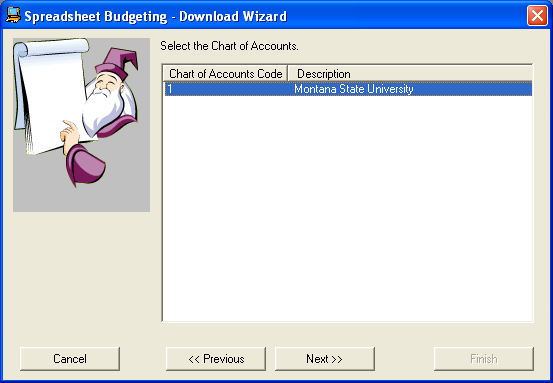 Spreadsheet Budgeting - Download Wizard
Select the Chart of Accounts.
Chart of Accounts Code Description
1 Montana State University
Cancel << Previous Next >> Finish